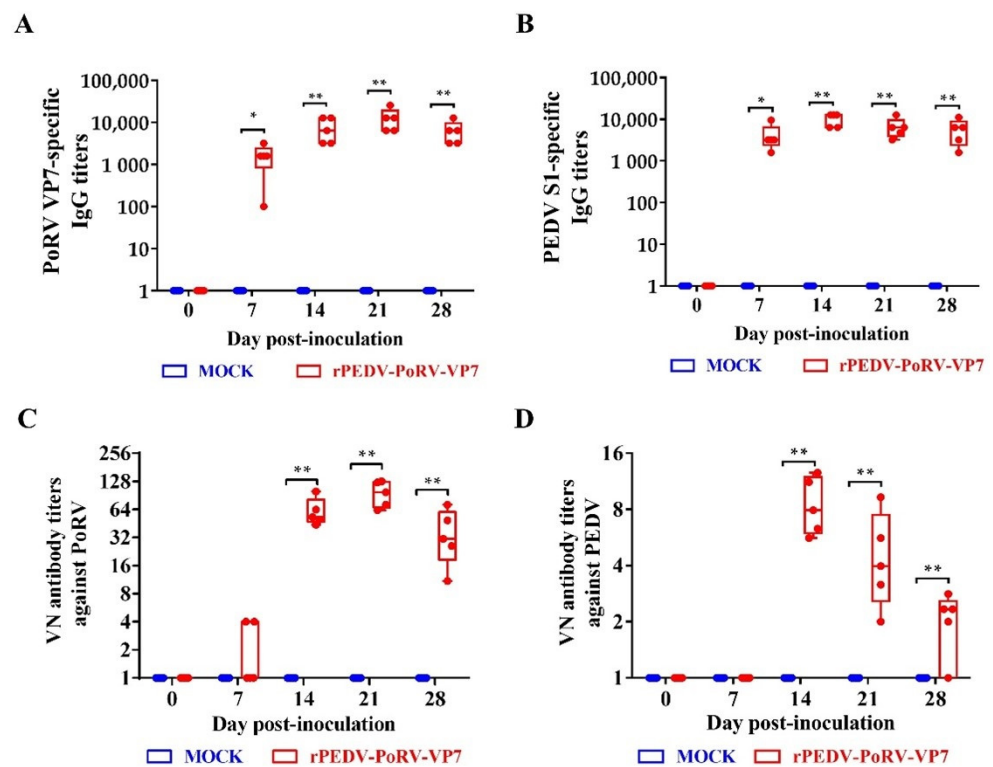 A
PoRV VP7-specific
IgG titers
100,000
10,000
1 000
100
10
1
* ** ** **
0 7 14 21 28
Day post-inoculation
MOCK rPEDV-PoRV-VP7
B
PEDV S1-specific
IgG titers
100,000
10,000
1 000
100
10
1
* ** ** **
0 7 14 21 28
Day post-inoculation
MOCK rPEDV-PoRV-VP7
C
VN antibody titers
against PoRV
256
128
64
32
16
8
4
2
1
** ** **
0 7 14 21 28
Day post-inoculation
MOCK rPEDV-PoRV-VP7
D
VN antibody titers
against PEDV
16
8
4
2
1
** ** **
0 7 14 21 28
Day post-inoculation
MOCK rPEDV-PoRV-VP7